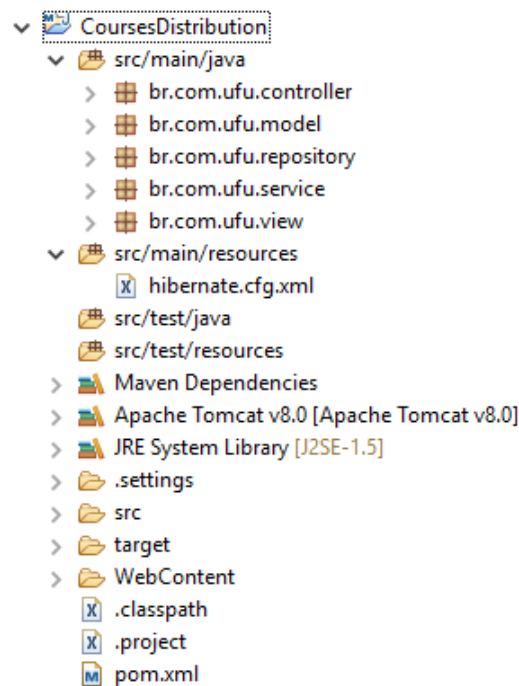 CoursesDistribution
src/main/java
br.com.ufu.controller
br.com.ufu.model
br.com.ufu.repository
br.com.ufu.service
br.com.ufu.view
src/main/resources
hibernate.cfg.xml
src/test/java
src/test/resources
Maven Dependencies
Apache Tomcat v8.0 [Apache Tomcat v8.0]
JRE System Library [J2SE-1.5]
.settings
src
target
WebContent
.classpath
.project
pom.xml